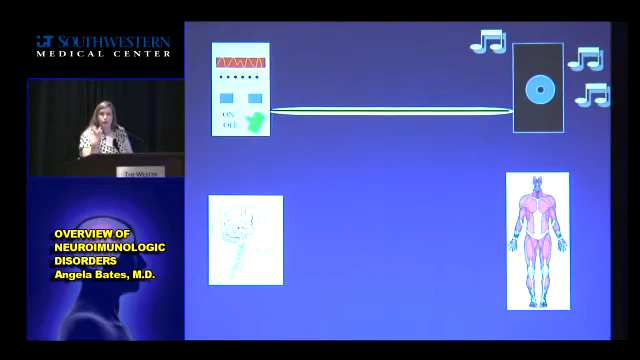 UT SOUTHWESTERN
MEDICAL CENTER
ON
OFF
THE WESTIN
OVERVIEW OF
NEUROIMUNOLOGIC
DISORDERS
Angela Bates, M.D.